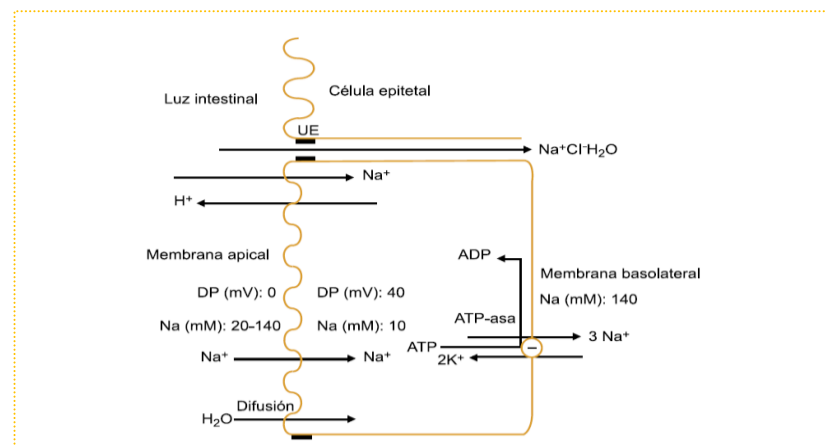 Célula epitetal
Luz intestinal
UE
Na⁺Cl⁻H₂O
Na⁺
H⁺
Membrana apical
ADP
Membrana basolateral
DP (mV): 0
DP (mV): 40
Na (mM): 140
Na (mM): 20-140
Na (mM): 10
ATP-asa
3 Na⁺
ATP
−
Na⁺
Na⁺
2K⁺
Difusión
H₂O